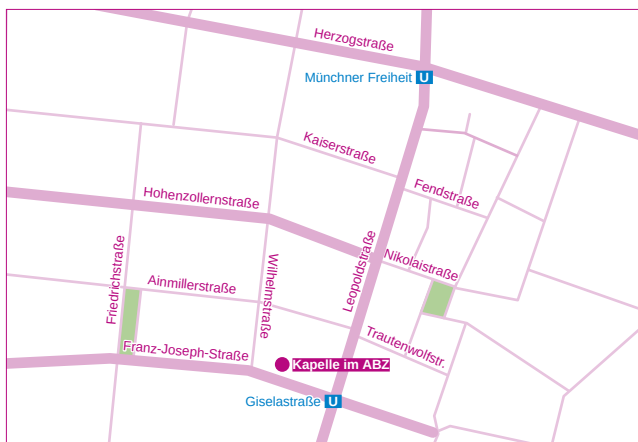 Herzogstraße
Münchner Freiheit U
Kaiserstraße
Fendstraße
Hohenzollernstraße
Friedrichstraße
Wilhelmstraße
Leopoldstraße
Nikolaistraße
Ainmillerstraße
Trautenwolfstr.
Franz-Joseph-Straße
Kapelle im ABZ
Giselastraße U